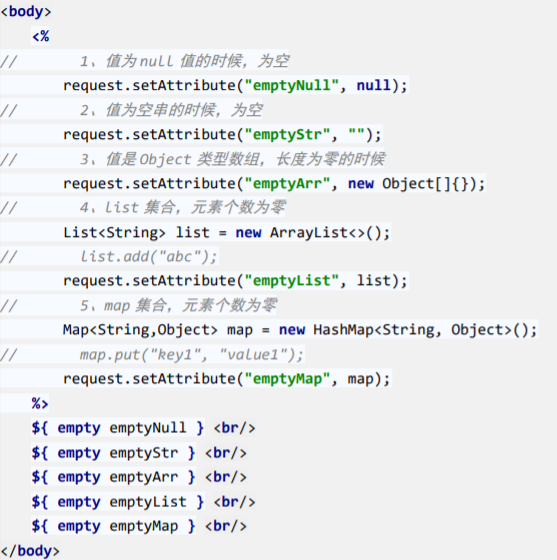 <body>
<%
// 1、值为 null 值的时候，为空
request.setAttribute("emptyNull", null);
// 2、值为空串的时候，为空
request.setAttribute("emptyStr", "");
// 3、值是 Object 类型数组，长度为零的时候
request.setAttribute("emptyArr", new Object[]{});
// 4、list 集合，元素个数为零
List<String> list = new ArrayList<>();
// list.add("abc");
request.setAttribute("emptyList", list);
// 5、map 集合，元素个数为零
Map<String,Object> map = new HashMap<String, Object>();
// map.put("key1", "value1");
request.setAttribute("emptyMap", map);
%>
${ empty emptyNull } <br/>
${ empty emptyStr } <br/>
${ empty emptyArr } <br/>
${ empty emptyList } <br/>
${ empty emptyMap } <br/>
</body>